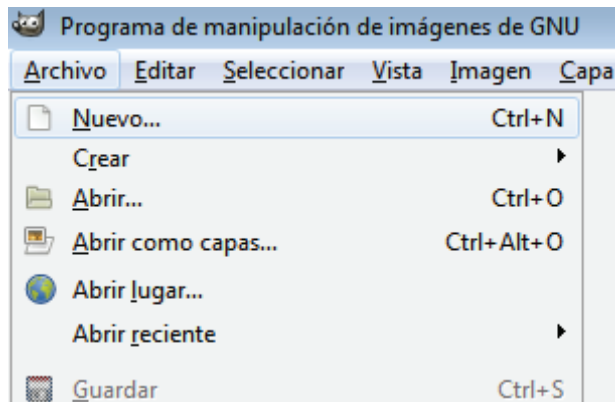 Programa de manipulación de imágenes de GNU
Archivo Editar Seleccionar Vista Imagen Capa
Nuevo... Ctrl+N
Crear
Abrir... Ctrl+O
Abrir como capas... Ctrl+Alt+O
Abrir lugar...
Abrir reciente
Guardar Ctrl+S